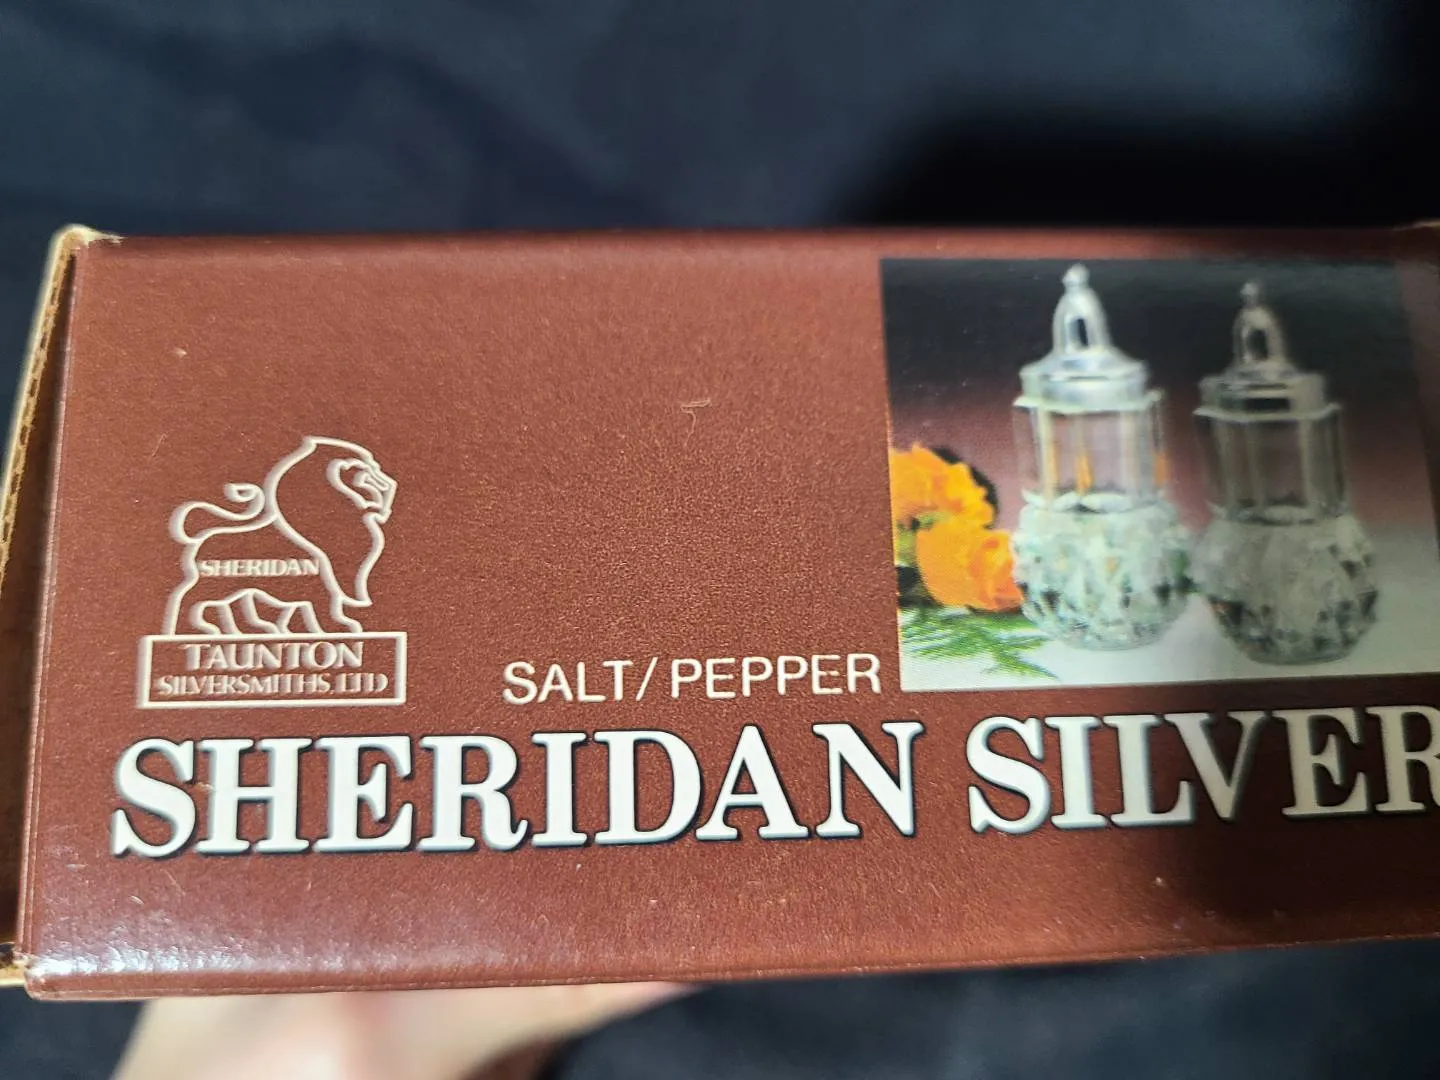 SHERIDAN
TAUNTON
SILVERSMITHS, LTD
SALT/PEPPER
SHERIDAN SILVER